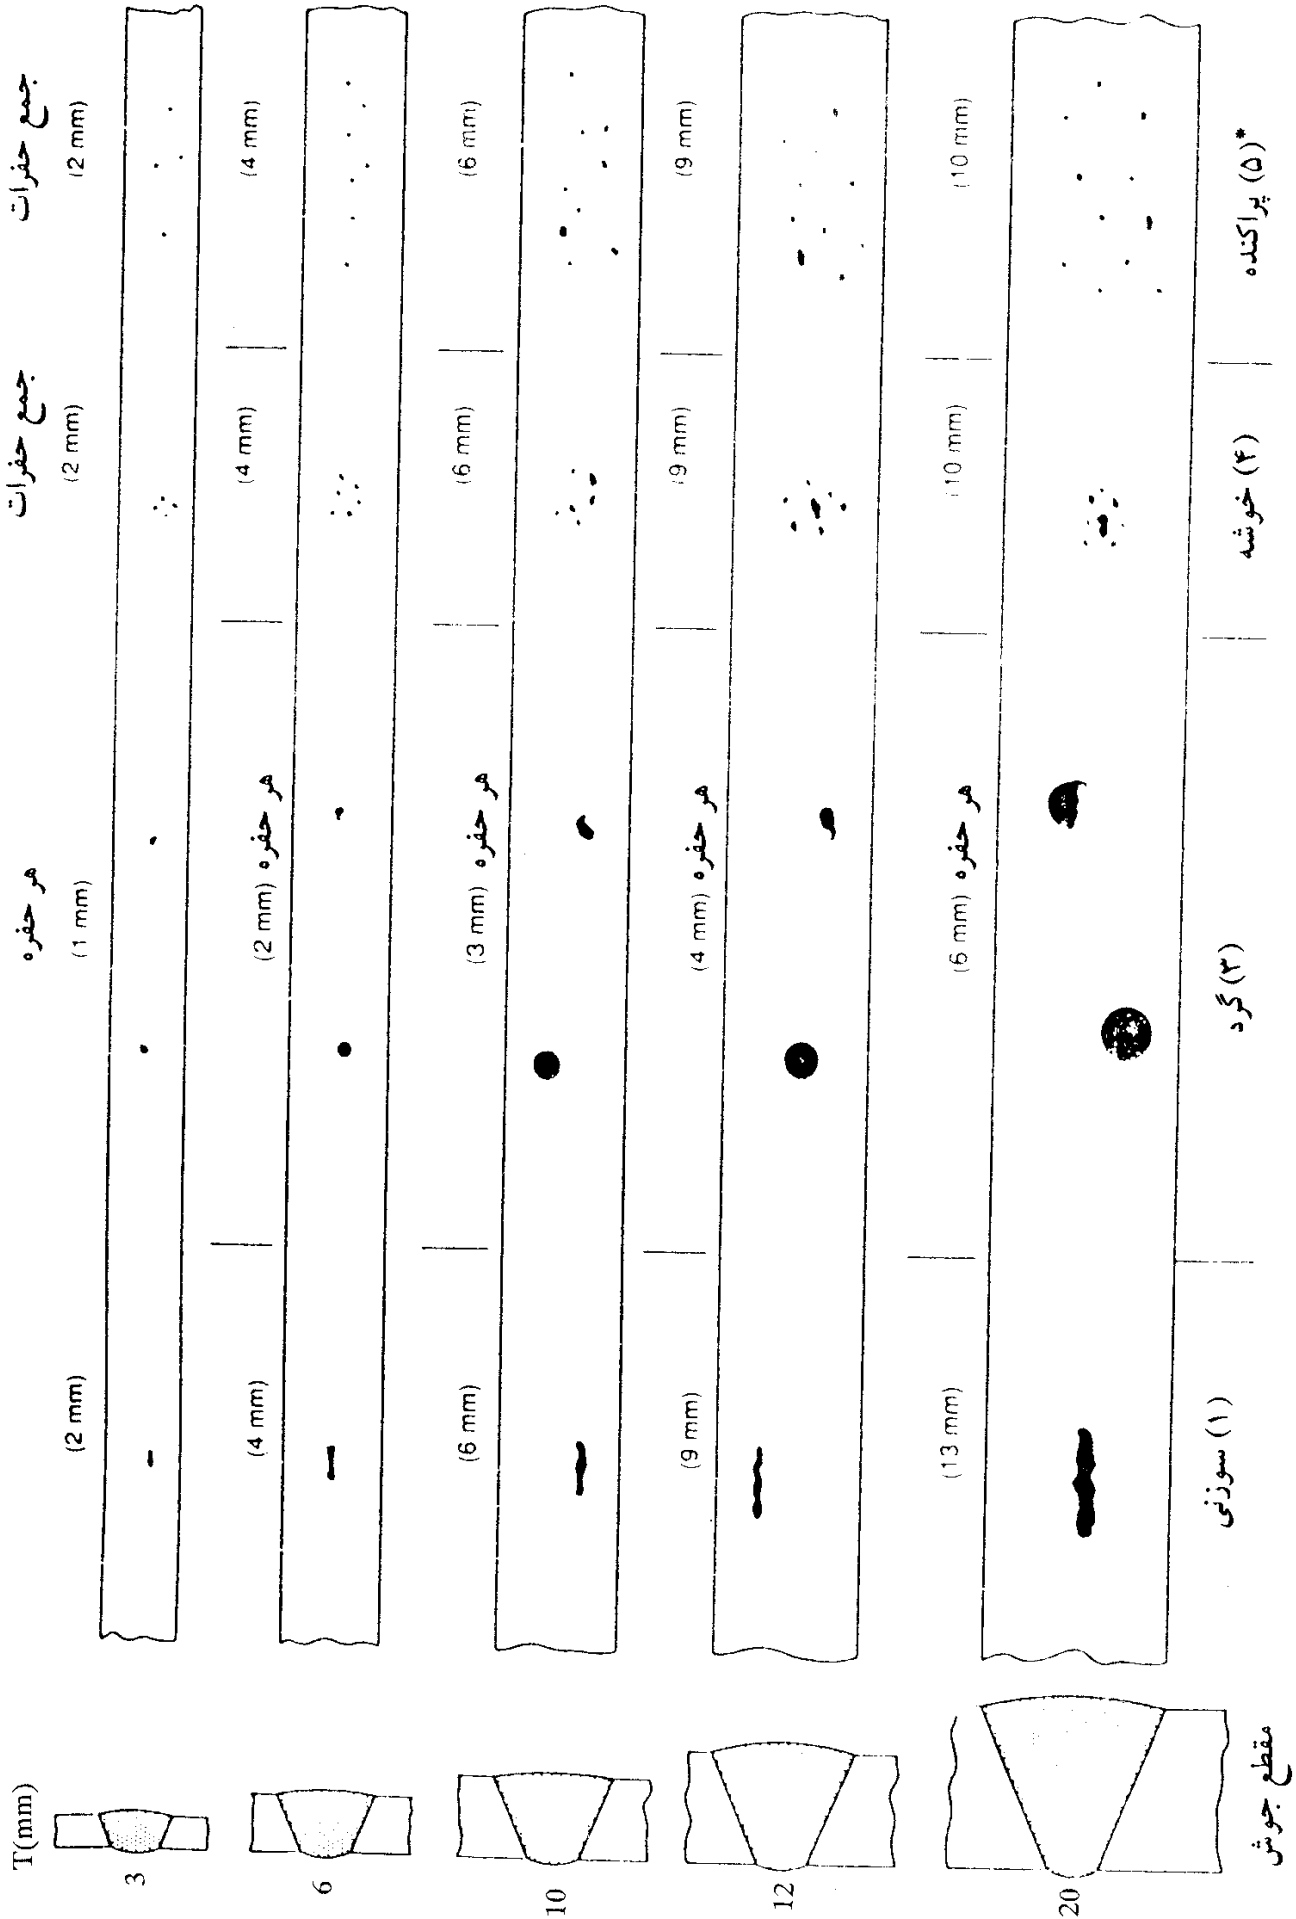 T(mm)
هر حفره
جمع حفرات
جمع حفرات
3
(2 mm)
(1 mm)
(2 mm)
(2 mm)
6
(4 mm)
هر حفره (2 mm)
(4 mm)
(4 mm)
10
(6 mm)
هر حفره (3 mm)
(6 mm)
(6 mm)
12
(9 mm)
هر حفره (4 mm)
(9 mm)
(9 mm)
20
(13 mm)
هر حفره (6 mm)
(10 mm)
(10 mm)
مقطع جوش
(۱) سوزنی
(۳) گرد
(۴) خوشه
*(۵) پراکنده